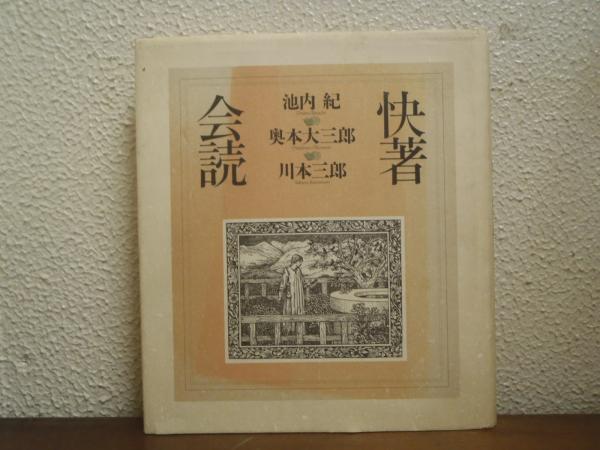 快著
会読
池内 紀
奥本大三郎
川本三郎